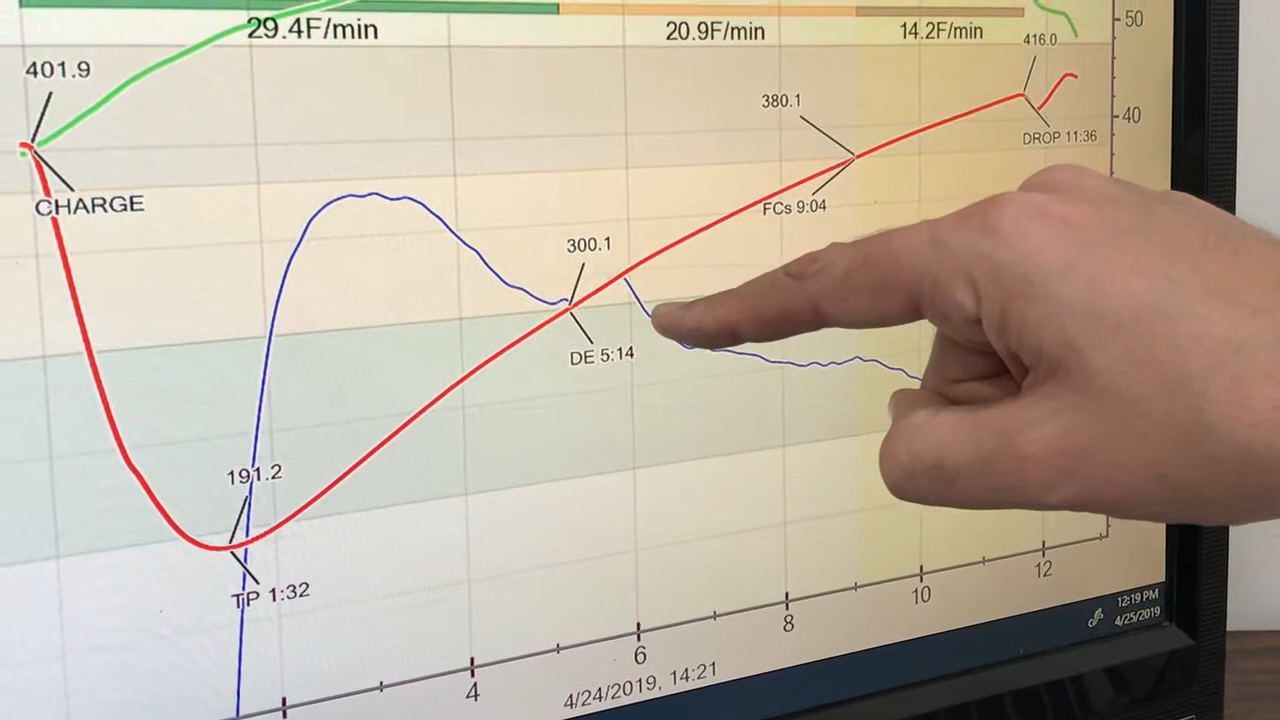 29.4F/min
20.9F/min
14.2F/min
50
401.9
416.0
380.1
40
DROP 11:36
CHARGE
FCs 9:04
300.1
DE 5:14
191.2
TP 1:32
12
10
8
6
4
4/24/2019, 14:21
12:19 PM
4/25/2019